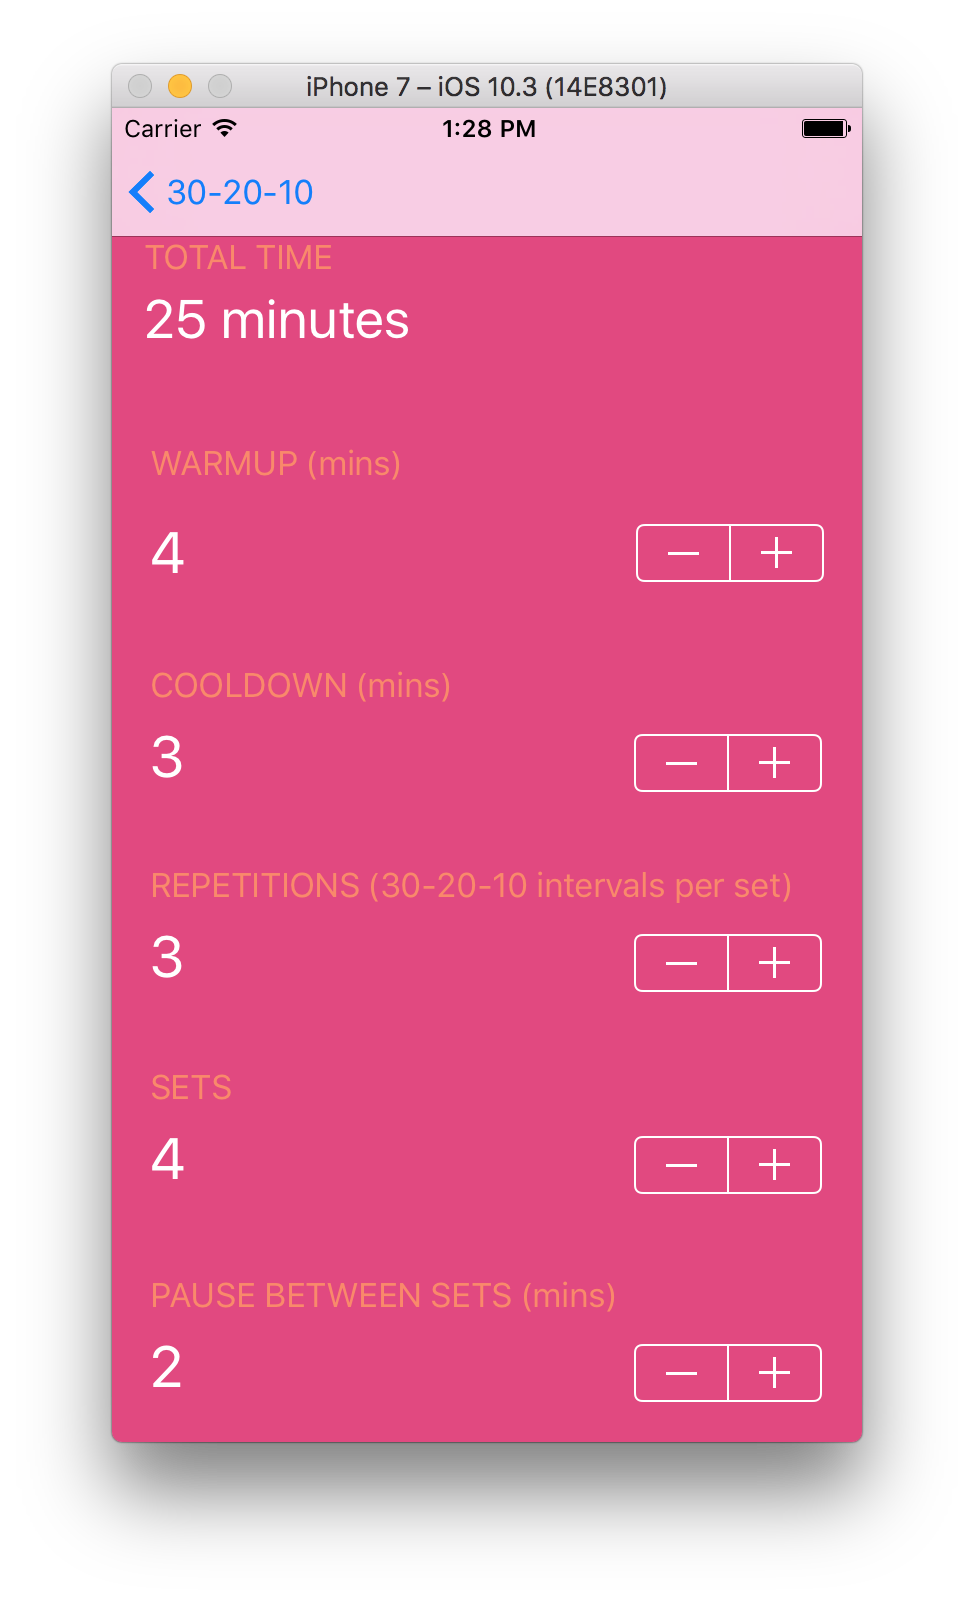 iPhone 7 – iOS 10.3 (14E8301)
Carrier 1:28 PM
30-20-10
TOTAL TIME
25 minutes
WARMUP (mins)
4
COOLDOWN (mins)
3
REPETITIONS (30-20-10 intervals per set)
3
SETS
4
PAUSE BETWEEN SETS (mins)
2